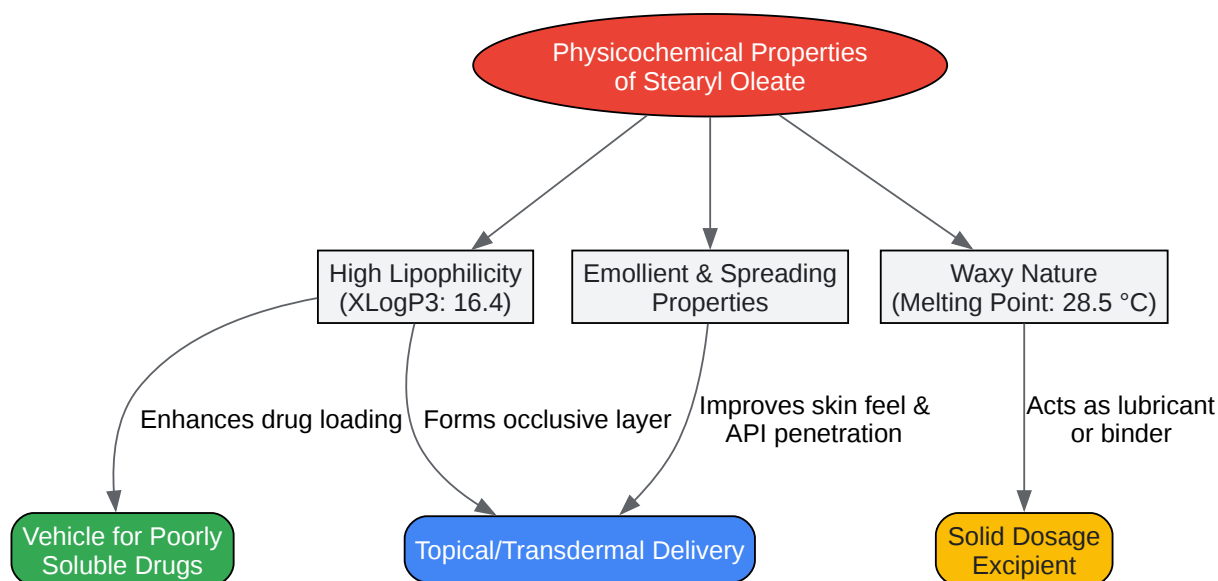 Physicochemical Properties
of Stearyl Oleate
High Lipophilicity
(XLogP3: 16.4)
Emollient & Spreading
Properties
Waxy Nature
(Melting Point: 28.5 °C)
Enhances drug loading
Forms occlusive layer
Improves skin feel &
API penetration
Acts as lubricant
or binder
Vehicle for Poorly
Soluble Drugs
Topical/Transdermal Delivery
Solid Dosage
Excipient